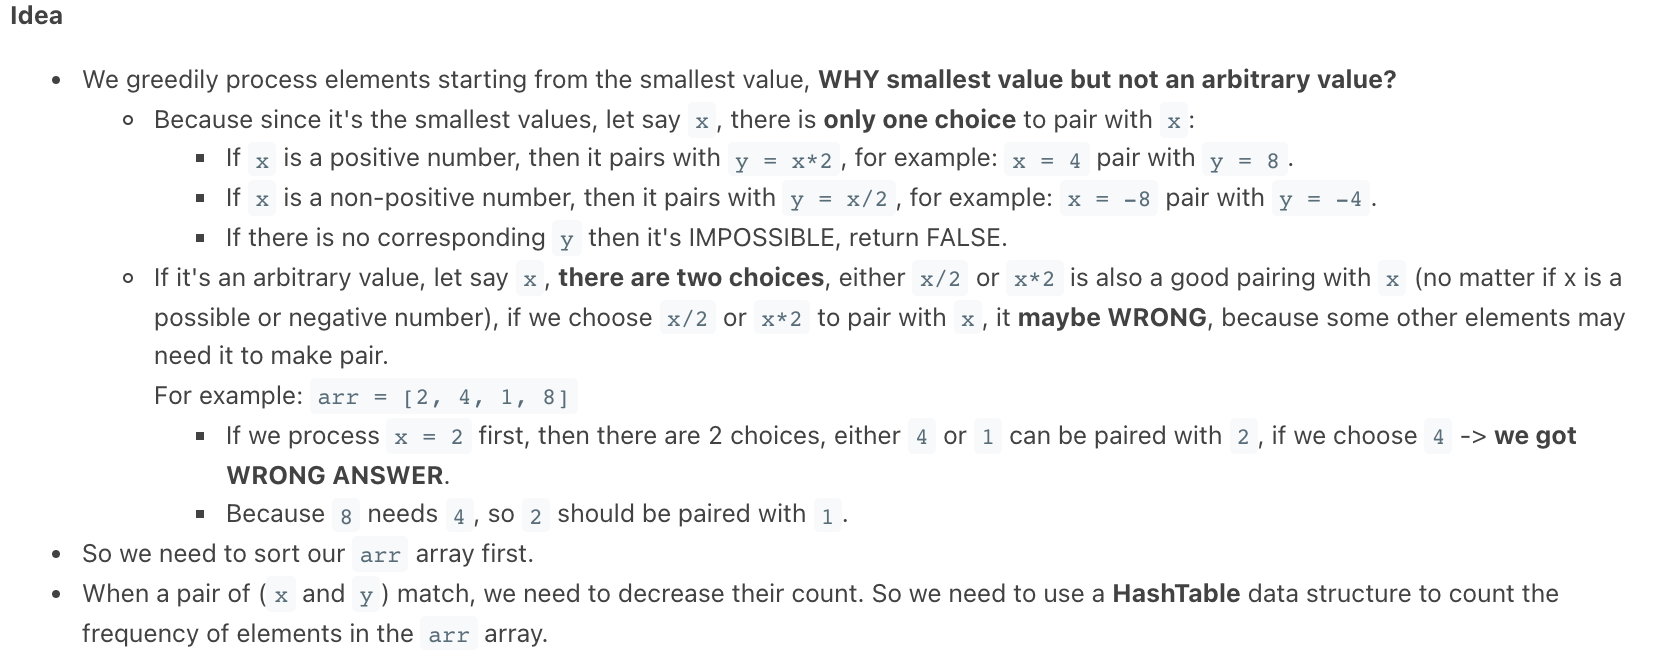 Idea
• We greedily process elements starting from the smallest value, WHY smallest value but not an arbitrary value?
◦ Because since it's the smallest values, let say x, there is only one choice to pair with x:
▪ If x is a positive number, then it pairs with y = x*2, for example: x = 4 pair with y = 8.
▪ If x is a non-positive number, then it pairs with y = x/2, for example: x = -8 pair with y = -4.
▪ If there is no corresponding y then it's IMPOSSIBLE, return FALSE.
◦ If it's an arbitrary value, let say x, there are two choices, either x/2 or x*2 is also a good pairing with x (no matter if x is a
possible or negative number), if we choose x/2 or x*2 to pair with x, it maybe WRONG, because some other elements may
need it to make pair.
For example: arr = [2, 4, 1, 8]
▪ If we process x = 2 first, then there are 2 choices, either 4 or 1 can be paired with 2, if we choose 4 -> we got
WRONG ANSWER.
▪ Because 8 needs 4, so 2 should be paired with 1.
• So we need to sort our arr array first.
• When a pair of (x and y) match, we need to decrease their count. So we need to use a HashTable data structure to count the
frequency of elements in the arr array.